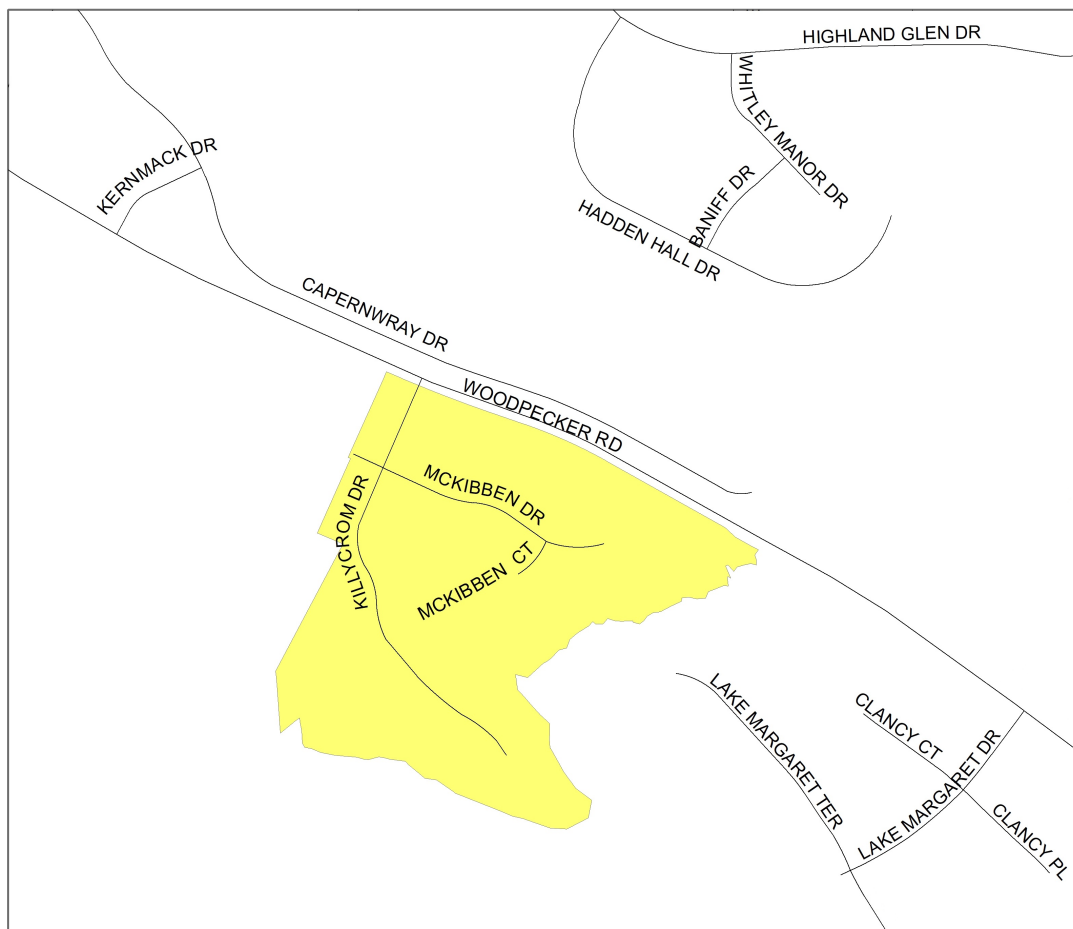 HIGHLAND GLEN DR
WHITLEY MANOR DR
KERNMACK DR
BANIFF DR
HADDEN HALL DR
CAPERNWRAY DR
WOODPECKER RD
MCKIBBEN DR
KILLYCROM DR
MCKIBBEN CT
LAKE MARGARET TER
CLANCY CT
LAKE MARGARET DR
CLANCY PL